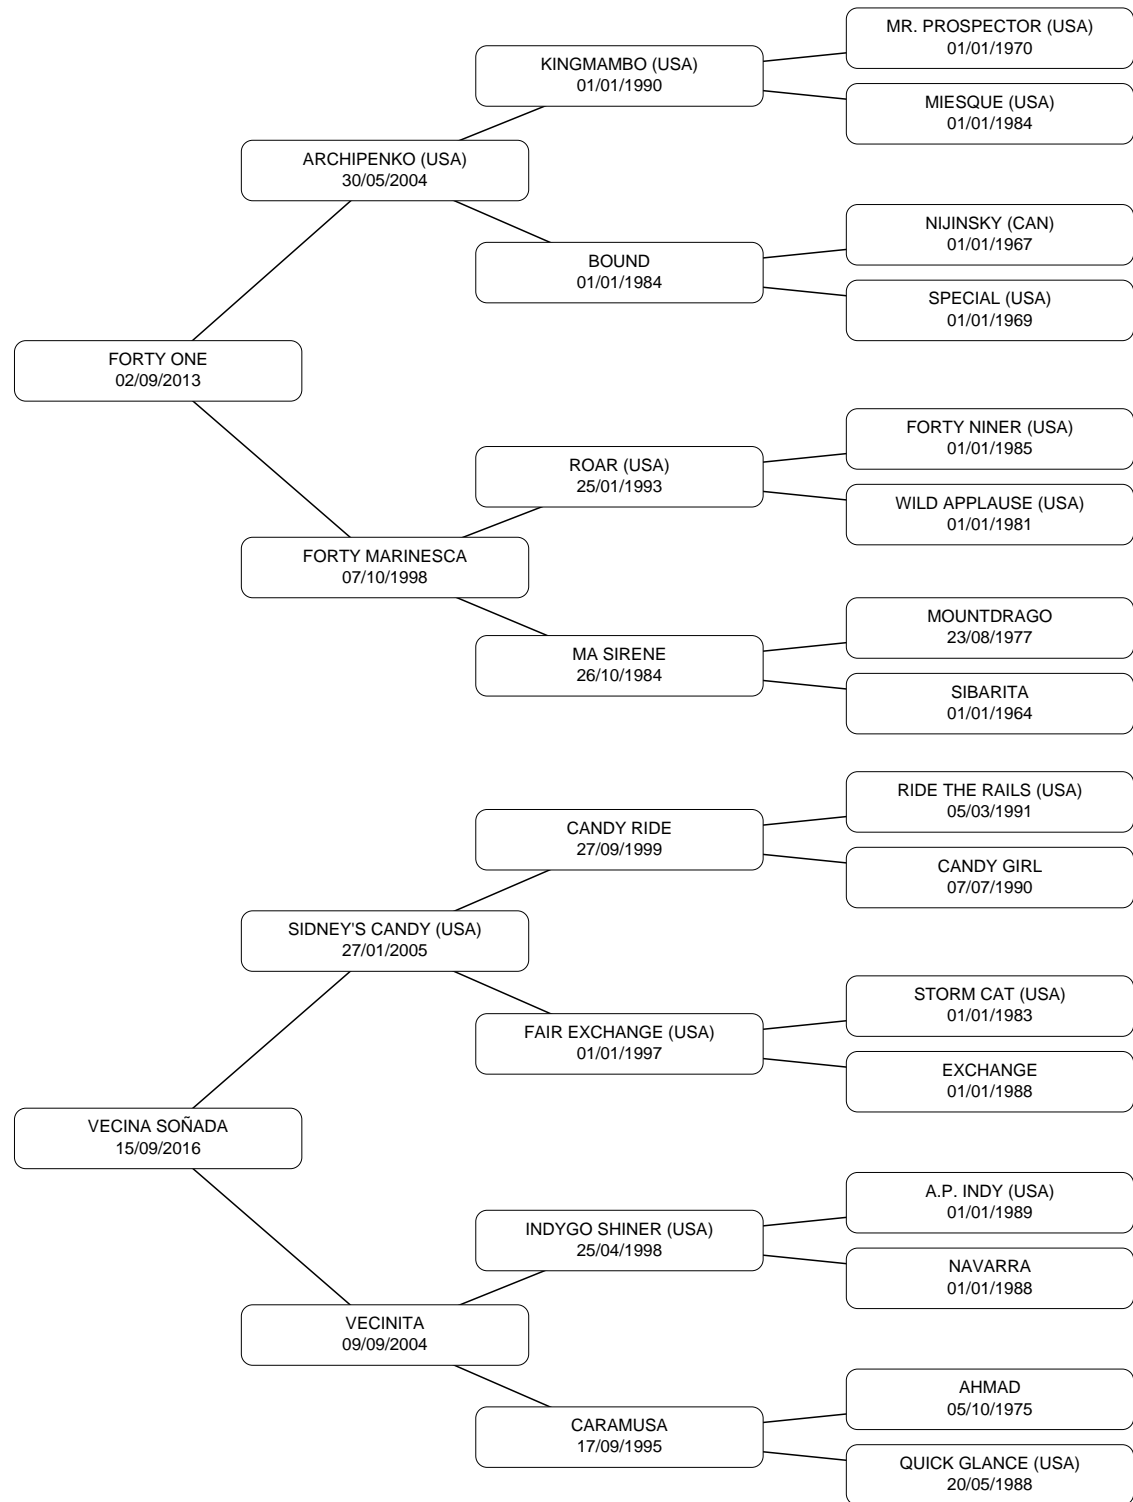 MR. PROSPECTOR (USA)
01/01/1970
KINGMAMBO (USA)
01/01/1990
MIESQUE (USA)
01/01/1984
ARCHIPENKO (USA)
30/05/2004
NIJINSKY (CAN)
01/01/1967
BOUND
01/01/1984
SPECIAL (USA)
01/01/1969
FORTY ONE
02/09/2013
FORTY NINER (USA)
01/01/1985
ROAR (USA)
25/01/1993
WILD APPLAUSE (USA)
01/01/1981
FORTY MARINESCA
07/10/1998
MOUNTDRAGO
23/08/1977
MA SIRENE
26/10/1984
SIBARITA
01/01/1964
RIDE THE RAILS (USA)
05/03/1991
CANDY RIDE
27/09/1999
CANDY GIRL
07/07/1990
SIDNEY'S CANDY (USA)
27/01/2005
STORM CAT (USA)
01/01/1983
FAIR EXCHANGE (USA)
01/01/1997
EXCHANGE
01/01/1988
VECINA SOÑADA
15/09/2016
A.P. INDY (USA)
01/01/1989
INDYGO SHINER (USA)
25/04/1998
NAVARRA
01/01/1988
VECINITA
09/09/2004
AHMAD
05/10/1975
CARAMUSA
17/09/1995
QUICK GLANCE (USA)
20/05/1988